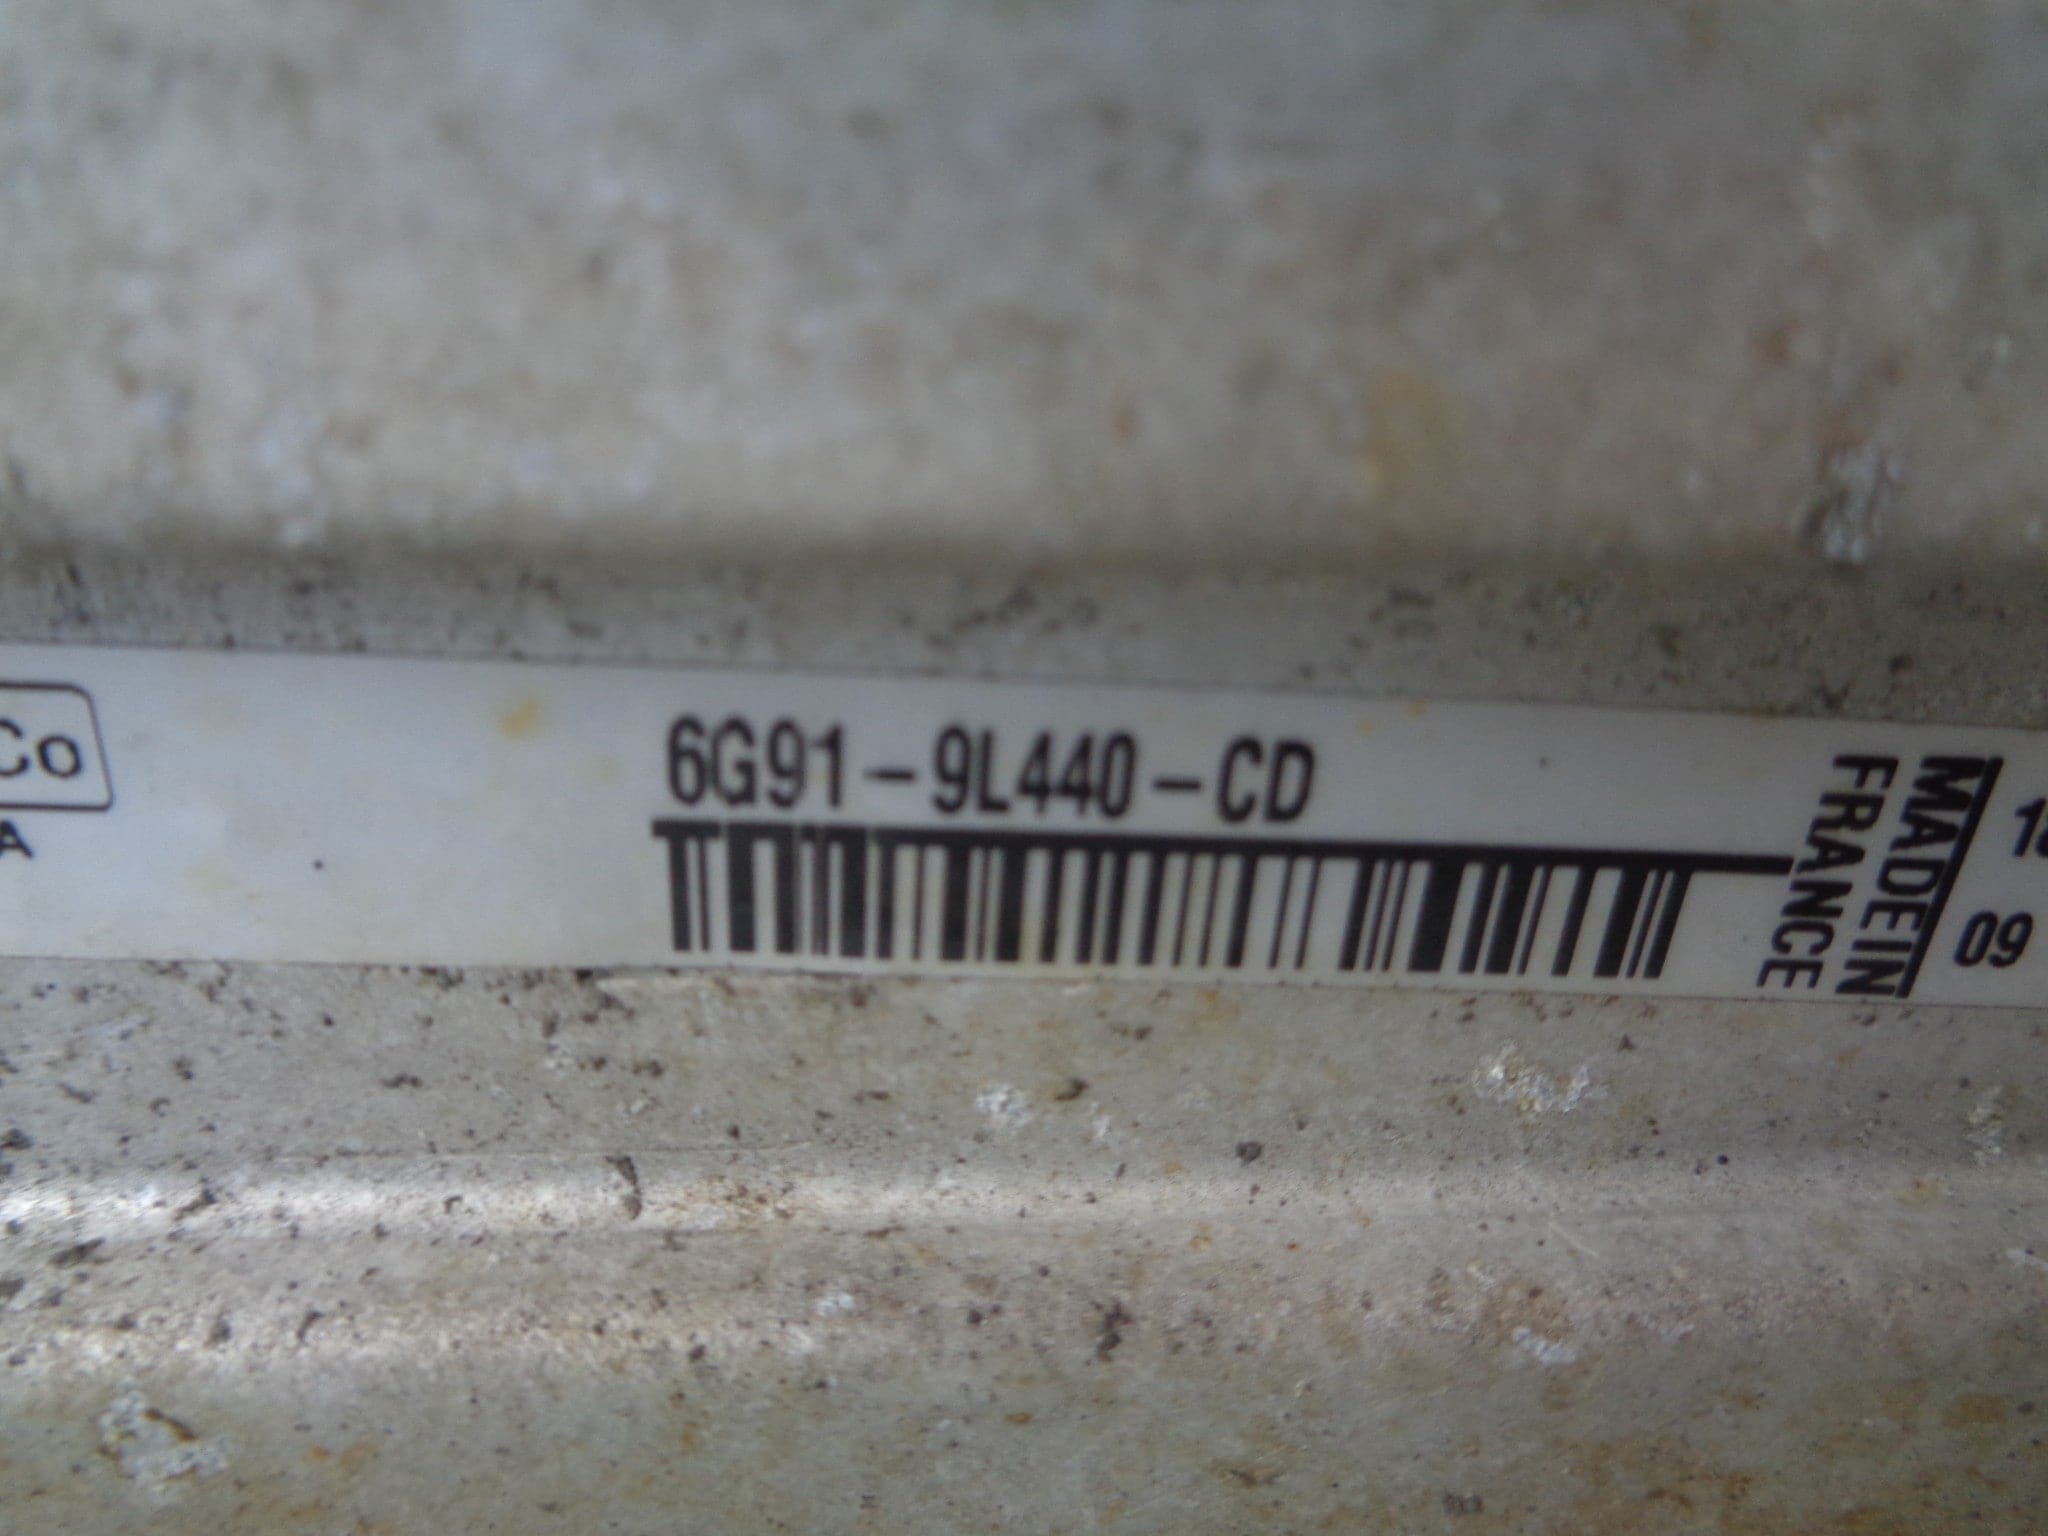 Co
A
6G91-9L440-CD
MADE IN
FRANCE
09